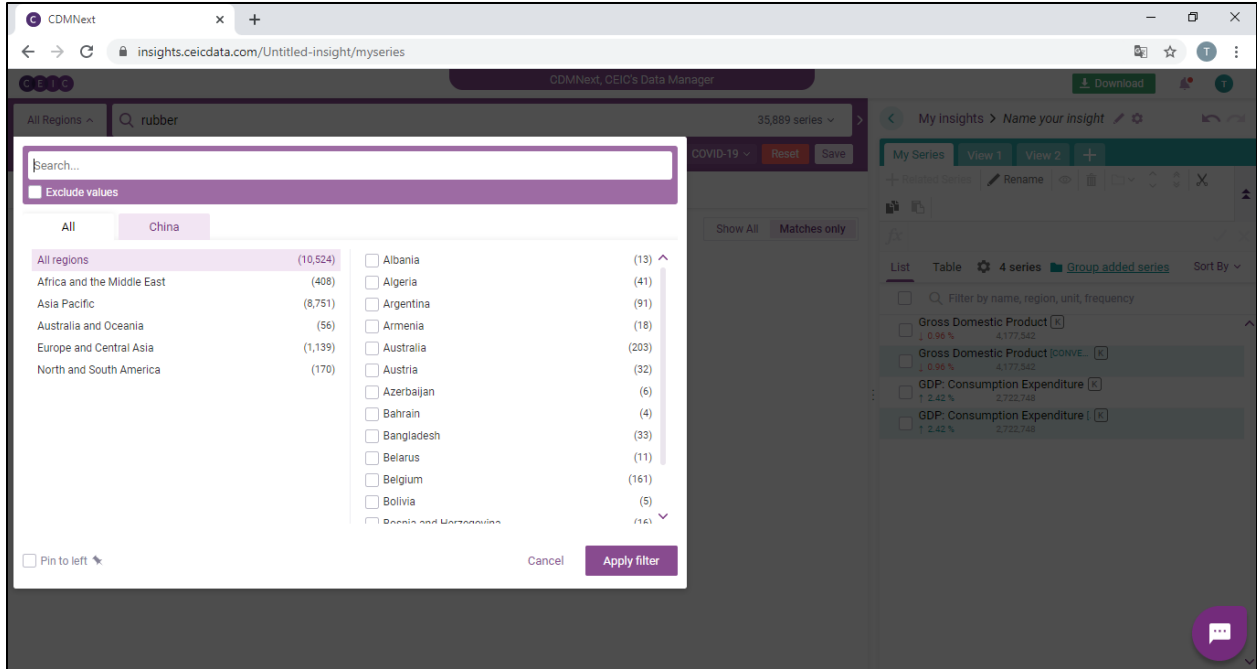 CDMNext
insights.ceicdata.com/Untitled-insight/myseries
T
CEIC
CDMNext, CEIC's Data Manager
Download
T
All Regions
rubber
35,889 series
My insights > Name your insight
COVID-19
Reset
Save
My Series
View 1
View 2
Search...
Exclude values
+ Related Series
Rename
All
China
Show All
Matches only
fx
List
Table
4 series
Group added series
Sort By
Filter by name, region, unit, frequency
All regions (10,524)
Africa and the Middle East (408)
Asia Pacific (8,751)
Australia and Oceania (56)
Europe and Central Asia (1,139)
North and South America (170)
Albania (13)
Algeria (41)
Argentina (91)
Armenia (18)
Australia (203)
Austria (32)
Azerbaijan (6)
Bahrain (4)
Bangladesh (33)
Belarus (11)
Belgium (161)
Bolivia (5)
Bosnia and Herzegovina (16)
Gross Domestic Product K
↓ 0.96 % 4,177,542
Gross Domestic Product [CONVE... K
↓ 0.96 % 4,177,542
GDP: Consumption Expenditure K
↑ 2.42 % 2,722,748
GDP: Consumption Expenditure [ K
↑ 2.42 % 2,722,748
Pin to left
Cancel
Apply filter